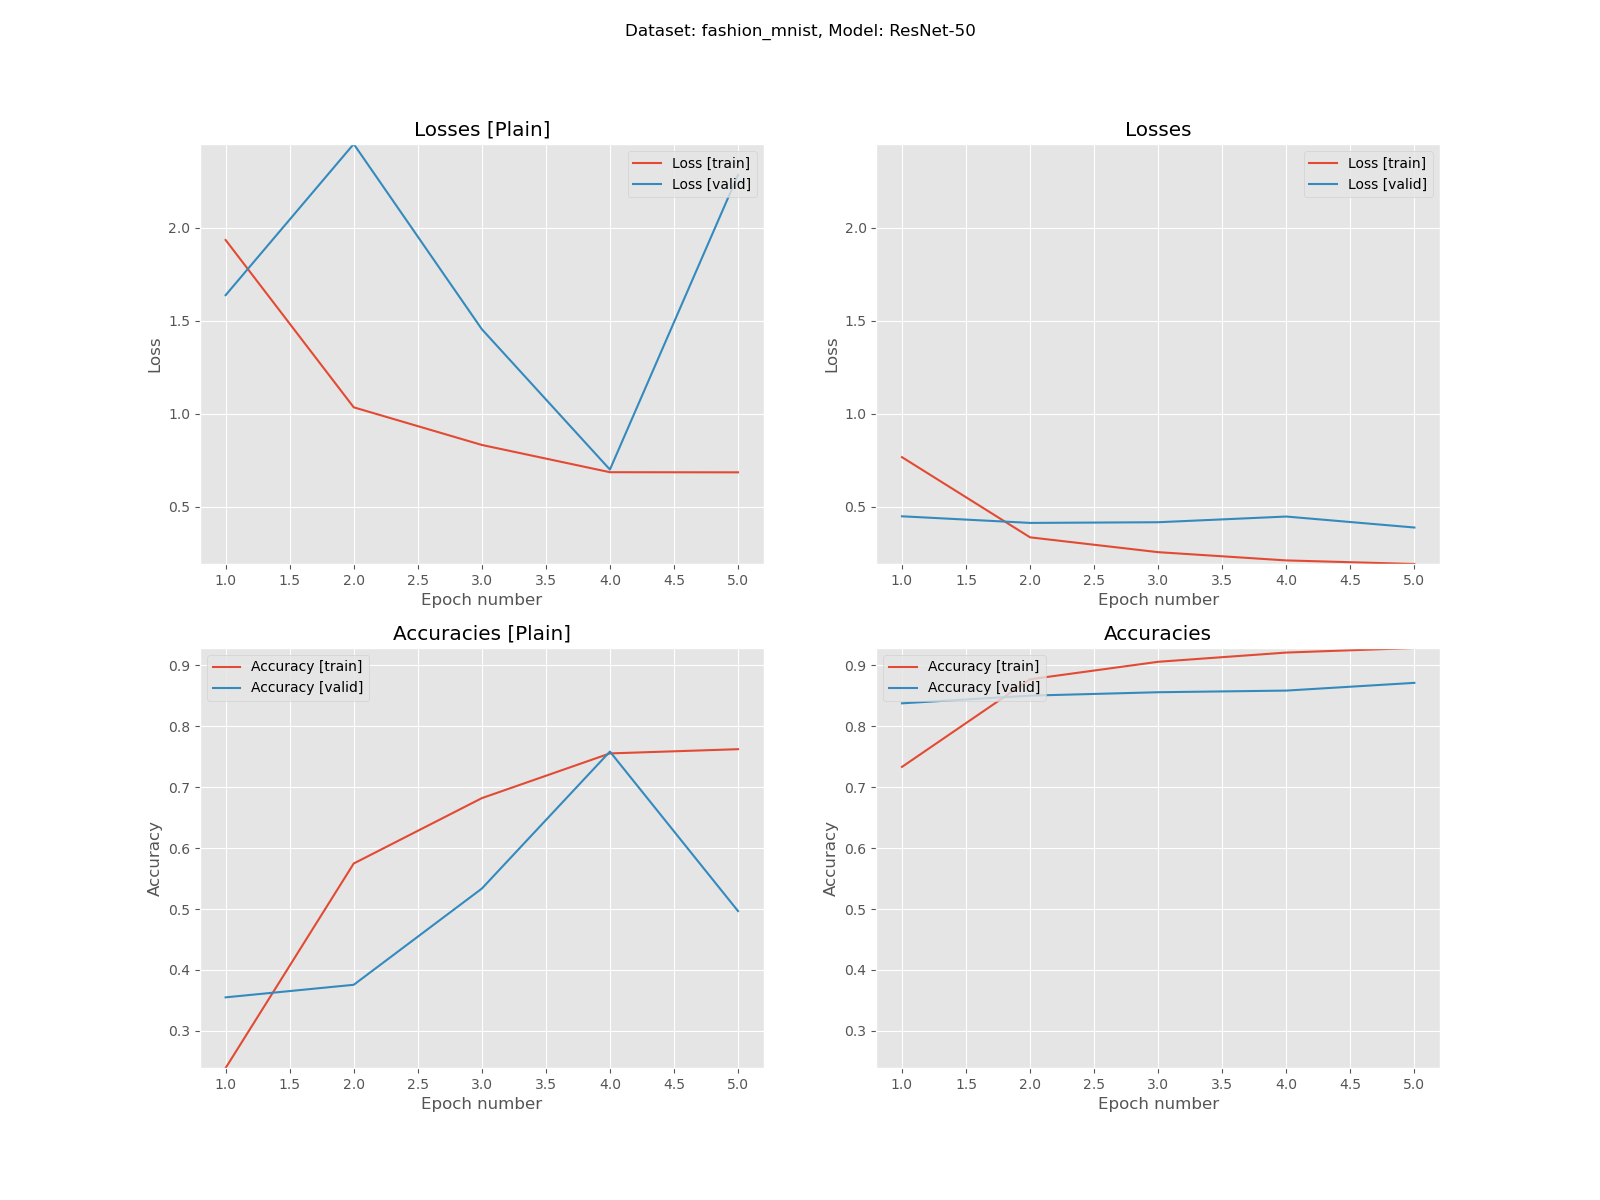 Dataset: fashion_mnist, Model: ResNet-50
Losses [Plain]
Loss [train]
Loss [valid]
2.0
1.5
1.0
0.5
Loss
1.0 1.5 2.0 2.5 3.0 3.5 4.0 4.5 5.0
Epoch number
Losses
Loss [train]
Loss [valid]
2.0
1.5
1.0
0.5
Loss
1.0 1.5 2.0 2.5 3.0 3.5 4.0 4.5 5.0
Epoch number
Accuracies [Plain]
Accuracy [train]
Accuracy [valid]
0.9
0.8
0.7
0.6
0.5
0.4
0.3
Accuracy
1.0 1.5 2.0 2.5 3.0 3.5 4.0 4.5 5.0
Epoch number
Accuracies
Accuracy [train]
Accuracy [valid]
0.9
0.8
0.7
0.6
0.5
0.4
0.3
Accuracy
1.0 1.5 2.0 2.5 3.0 3.5 4.0 4.5 5.0
Epoch number